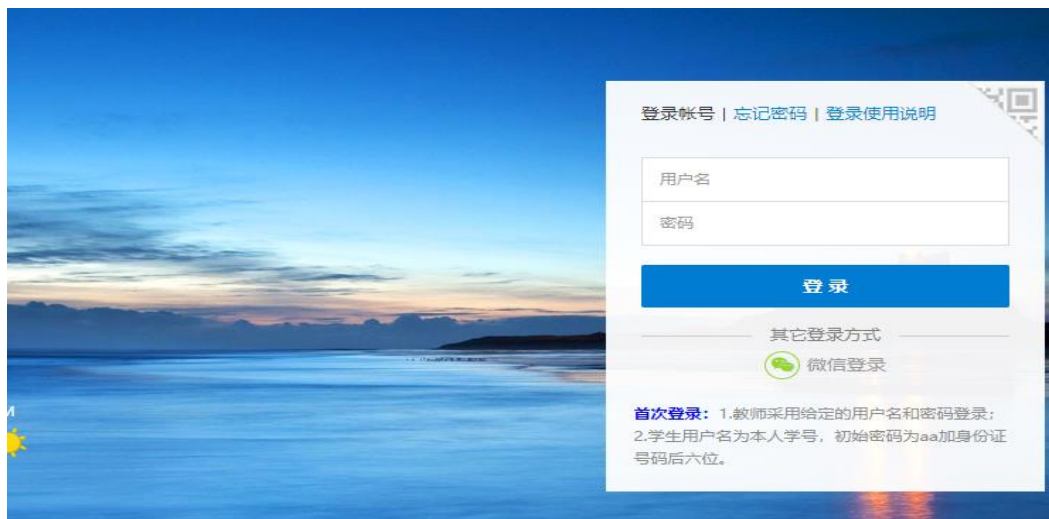 登录帐号 | 忘记密码 | 登录使用说明
用户名
密码
登 录
其它登录方式
微信登录
M
首次登录：1.教师采用给定的用户名和密码登录；
2.学生用户名为本人学号，初始密码为aa加身份证
号码后六位。